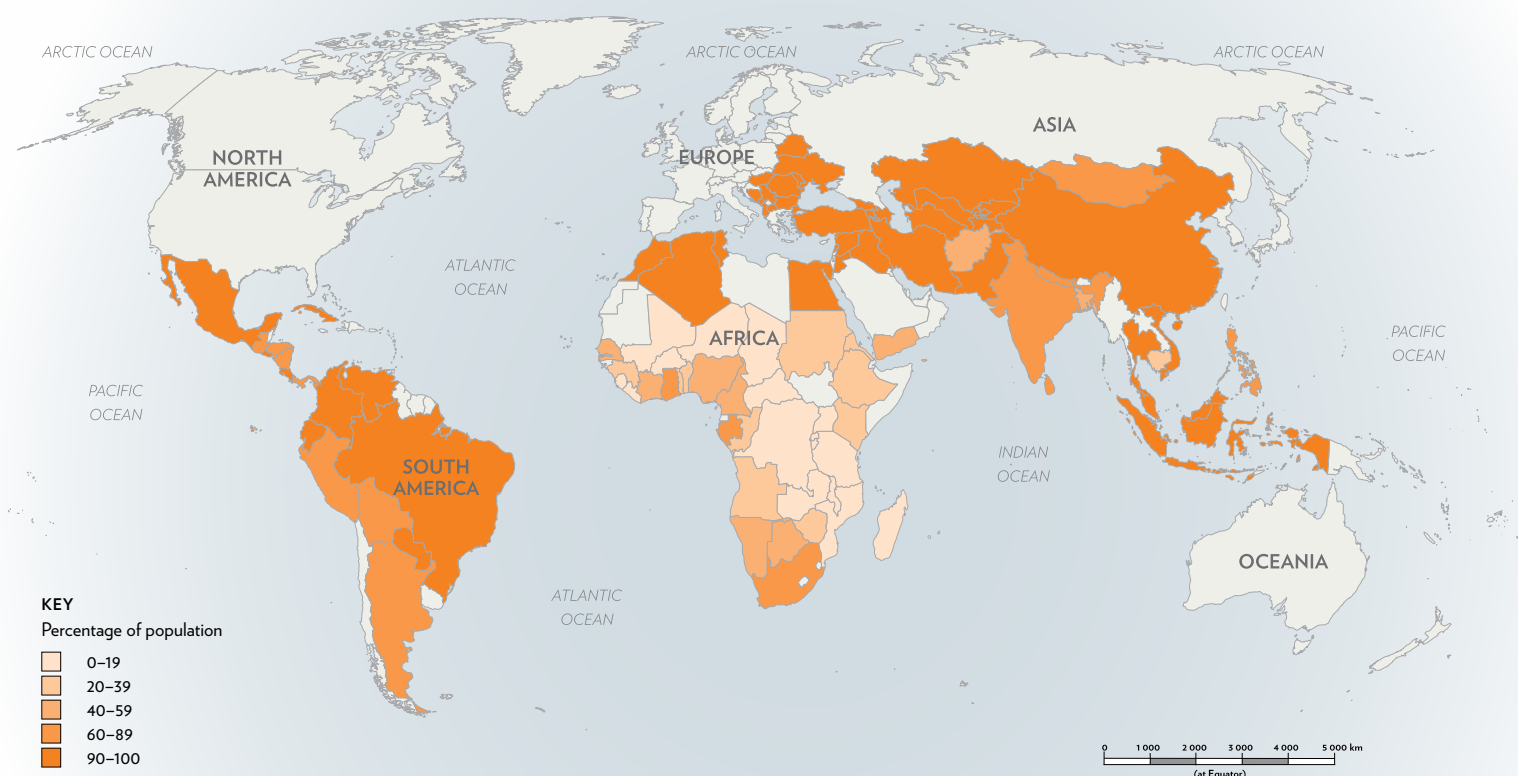 ARCTIC OCEAN
ARCTIC OCEAN
ARCTIC OCEAN
ASIA
NORTH
AMERICA
EUROPE
ATLANTIC
OCEAN
AFRICA
PACIFIC
OCEAN
PACIFIC
OCEAN
SOUTH
AMERICA
INDIAN
OCEAN
OCEANIA
ATLANTIC
OCEAN
KEY
Percentage of population
0–19
20–39
40–59
60–89
90–100
0 1 000 2 000 3 000 4 000 5 000 km
(at Equator)